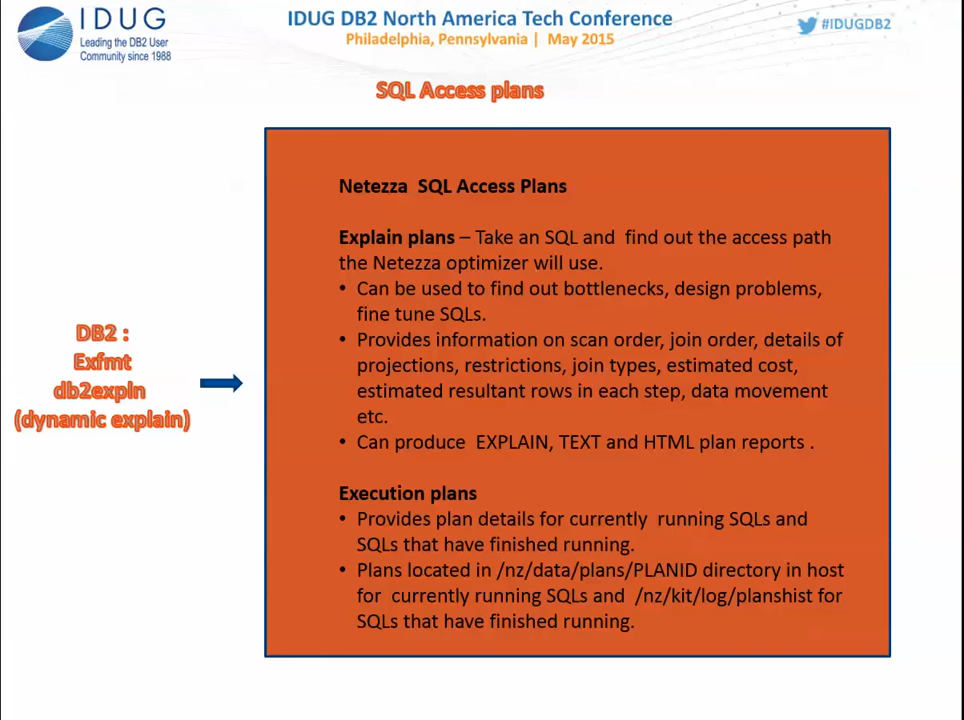 IDUG
Leading the DB2 User
Community since 1988
IDUG DB2 North America Tech Conference
Philadelphia, Pennsylvania | May 2015
#IDUGDB2
SQL Access plans
DB2 :
Exfmt
db2expln
(dynamic explain)
Netezza SQL Access Plans
Explain plans – Take an SQL and find out the access path
the Netezza optimizer will use.
• Can be used to find out bottlenecks, design problems,
fine tune SQLs.
• Provides information on scan order, join order, details of
projections, restrictions, join types, estimated cost,
estimated resultant rows in each step, data movement
etc.
• Can produce EXPLAIN, TEXT and HTML plan reports .
Execution plans
• Provides plan details for currently running SQLs and
SQLs that have finished running.
• Plans located in /nz/data/plans/PLANID directory in host
for currently running SQLs and /nz/kit/log/planshist for
SQLs that have finished running.